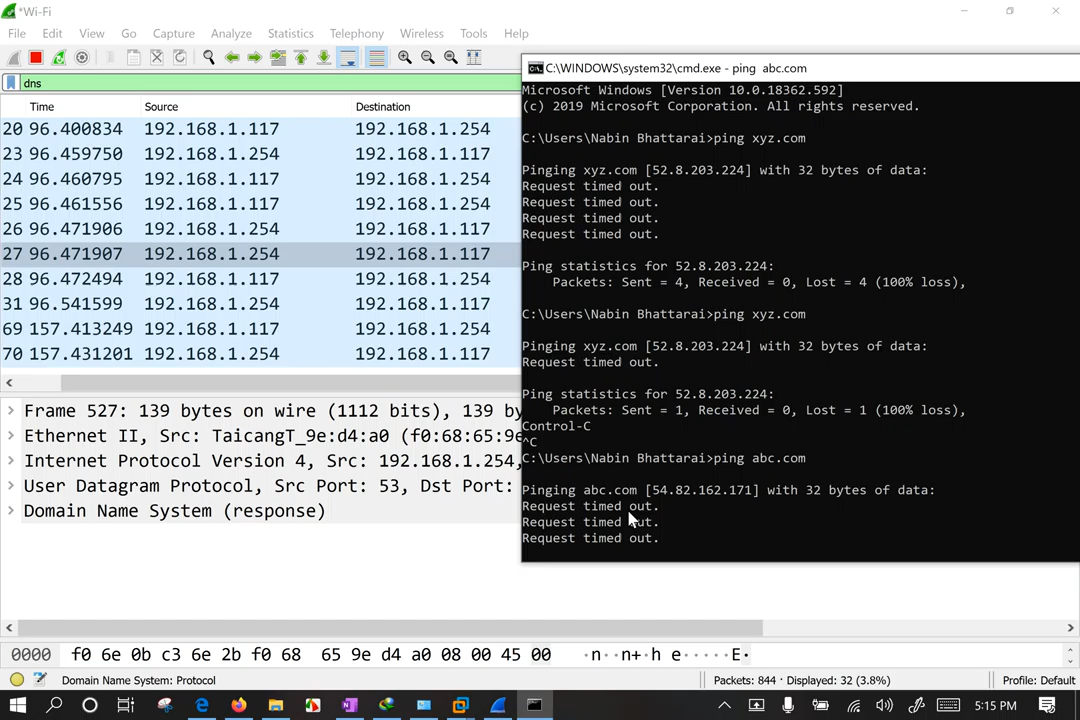 *Wi-Fi
File Edit View Go Capture Analyze Statistics Telephony Wireless Tools Help
dns
Time Source Destination
20 96.400834 192.168.1.117 192.168.1.254
23 96.459750 192.168.1.254 192.168.1.117
24 96.460795 192.168.1.117 192.168.1.254
25 96.461556 192.168.1.117 192.168.1.254
26 96.471906 192.168.1.254 192.168.1.117
27 96.471907 192.168.1.254 192.168.1.117
28 96.472494 192.168.1.117 192.168.1.254
31 96.541599 192.168.1.254 192.168.1.117
69 157.413249 192.168.1.117 192.168.1.254
70 157.431201 192.168.1.254 192.168.1.117
Frame 527: 139 bytes on wire (1112 bits), 139 by
Ethernet II, Src: TaicangT_9e:d4:a0 (f0:68:65:9e
Internet Protocol Version 4, Src: 192.168.1.254,
User Datagram Protocol, Src Port: 53, Dst Port:
Domain Name System (response)
0000 f0 6e 0b c3 6e 2b f0 68 65 9e d4 a0 08 00 45 00 ·n··n+·h e·····E·
Domain Name System: Protocol
Packets: 844 · Displayed: 32 (3.8%)
Profile: Default
C:\WINDOWS\system32\cmd.exe - ping abc.com
Microsoft Windows [Version 10.0.18362.592]
(c) 2019 Microsoft Corporation. All rights reserved.
C:\Users\Nabin Bhattarai>ping xyz.com
Pinging xyz.com [52.8.203.224] with 32 bytes of data:
Request timed out.
Request timed out.
Request timed out.
Request timed out.
Ping statistics for 52.8.203.224:
Packets: Sent = 4, Received = 0, Lost = 4 (100% loss),
C:\Users\Nabin Bhattarai>ping xyz.com
Pinging xyz.com [52.8.203.224] with 32 bytes of data:
Request timed out.
Ping statistics for 52.8.203.224:
Packets: Sent = 1, Received = 0, Lost = 1 (100% loss),
Control-C
^C
C:\Users\Nabin Bhattarai>ping abc.com
Pinging abc.com [54.82.162.171] with 32 bytes of data:
Request timed out.
Request timed out.
Request timed out.
5:15 PM